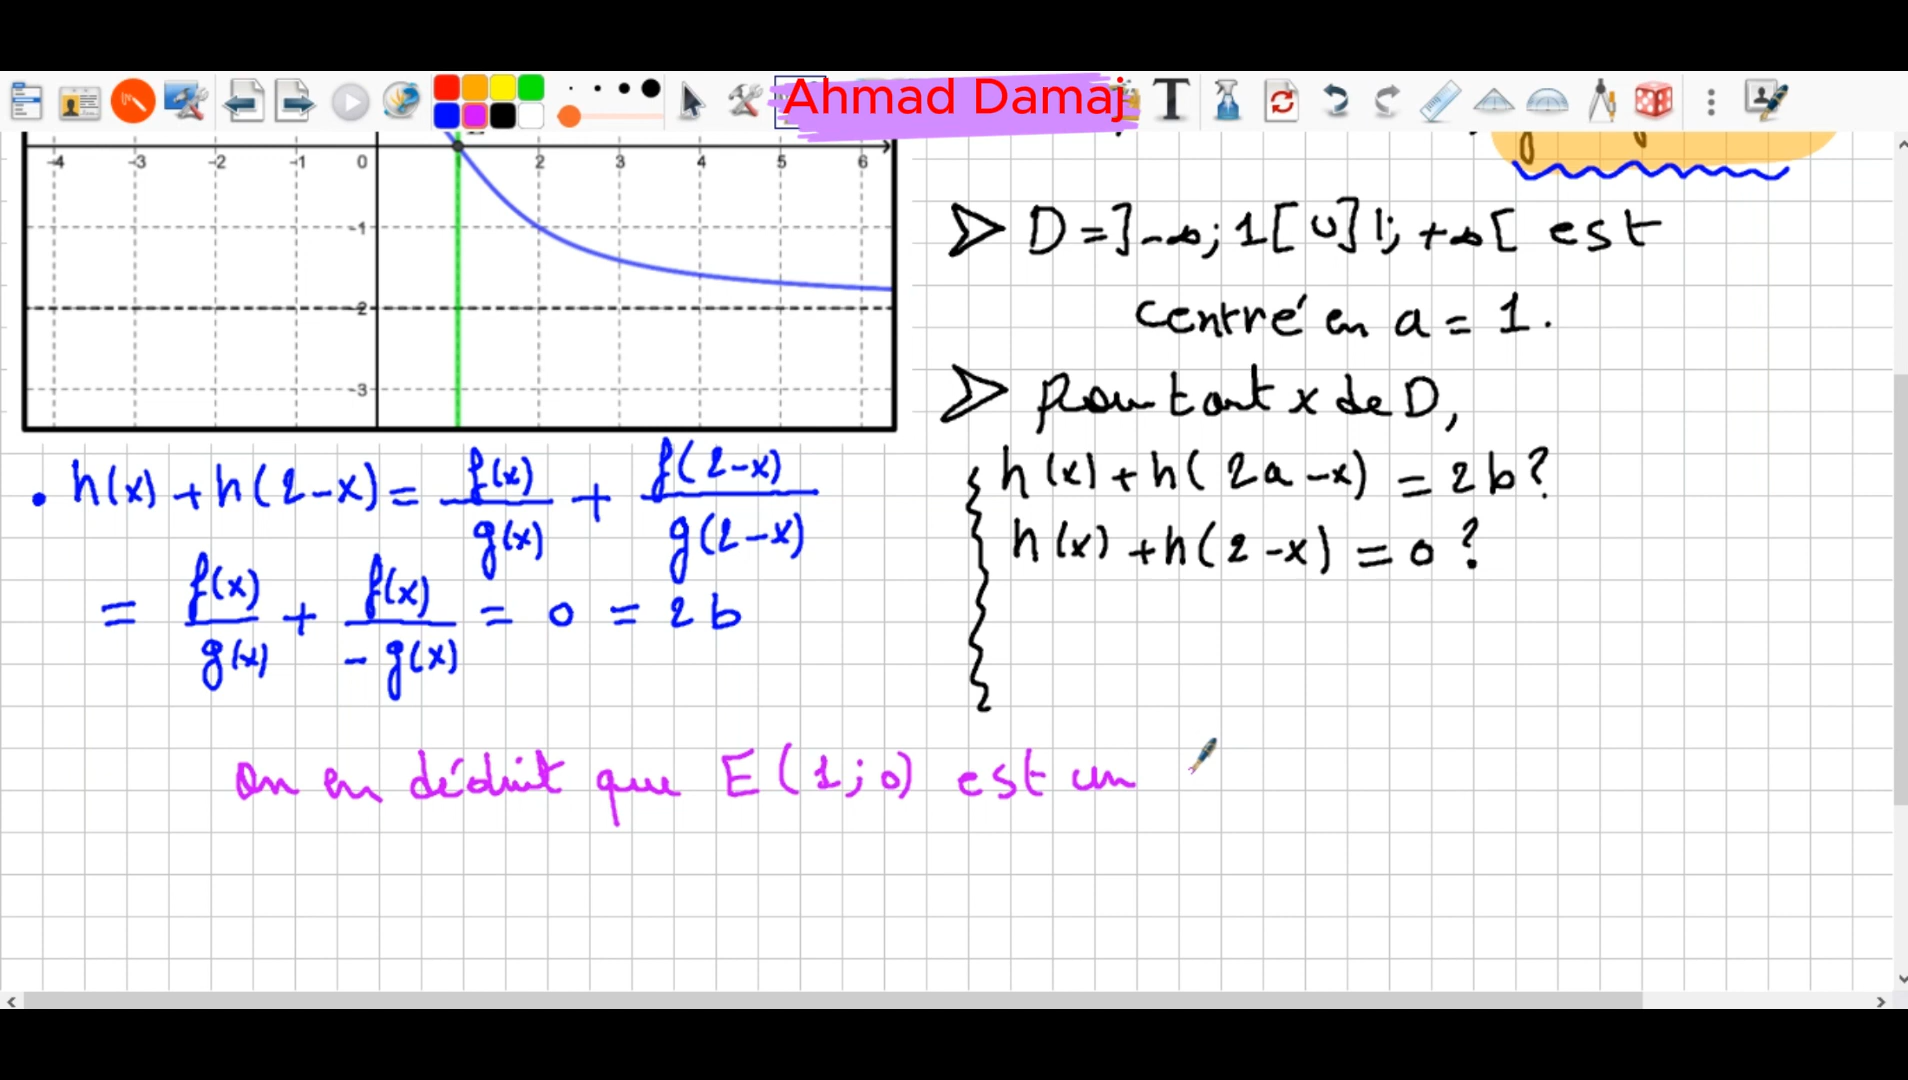 Ahmad Damaj
-4 -3 -2 -1 0 2 3 4 5 6
-1
-2
-3
D = ]-∞; 1[ ∪ ]1; +∞[ est
centré en a = 1.
Pour tout x de D,
h(x) + h(2a-x) = 2b?
h(x) + h(2-x) = 0 ?
• h(x) + h(2-x) = f(x)/g(x) + f(2-x)/g(2-x)
= f(x)/g(x) + f(x)/-g(x) = 0 = 2b
On en déduit que E(1;0) est un